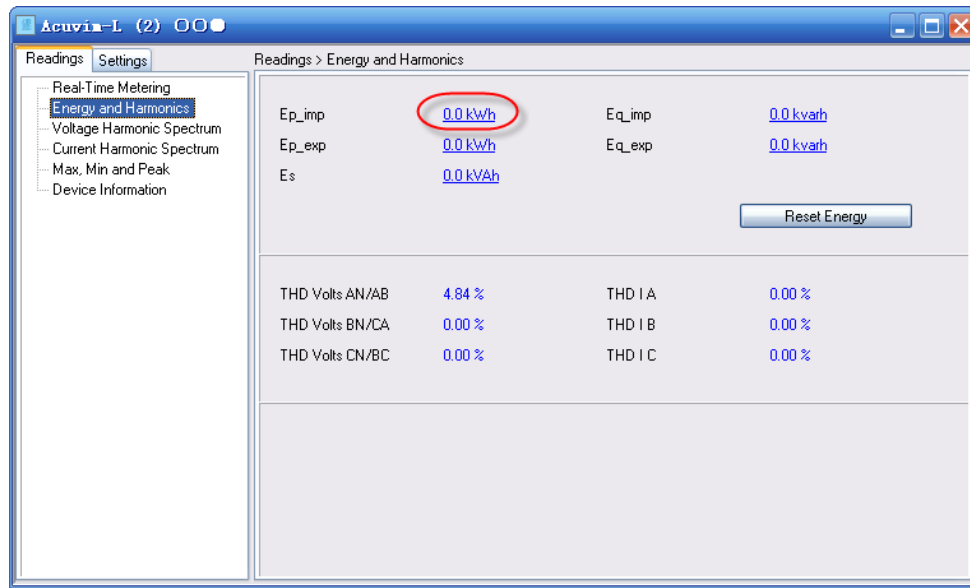 Acuvim-L (2)
Readings Settings
Readings > Energy and Harmonics
Real-Time Metering
Energy and Harmonics
Voltage Harmonic Spectrum
Current Harmonic Spectrum
Max, Min and Peak
Device Information
Ep_imp 0.0 kWh Eq_imp 0.0 kvarh
Ep_exp 0.0 kWh Eq_exp 0.0 kvarh
Es 0.0 kVAh
Reset Energy
THD Volts AN/AB 4.84 % THD I A 0.00 %
THD Volts BN/CA 0.00 % THD I B 0.00 %
THD Volts CN/BC 0.00 % THD I C 0.00 %